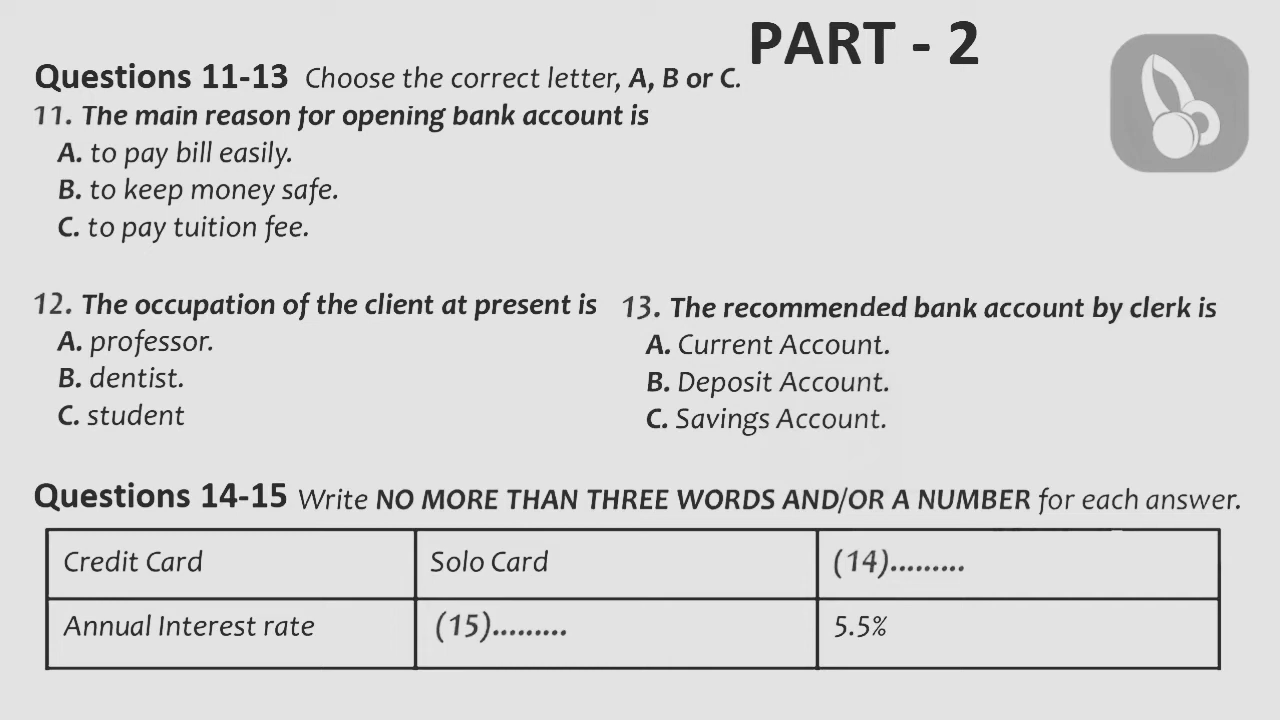 PART - 2
Questions 11-13 Choose the correct letter, A, B or C.
11. The main reason for opening bank account is
A. to pay bill easily.
B. to keep money safe.
C. to pay tuition fee.
12. The occupation of the client at present is
A. professor.
B. dentist.
C. student
13. The recommended bank account by clerk is
A. Current Account.
B. Deposit Account.
C. Savings Account.
Questions 14-15 Write NO MORE THAN THREE WORDS AND/OR A NUMBER for each answer.
Credit Card Solo Card (14).........
Annual Interest rate (15)......... 5.5%